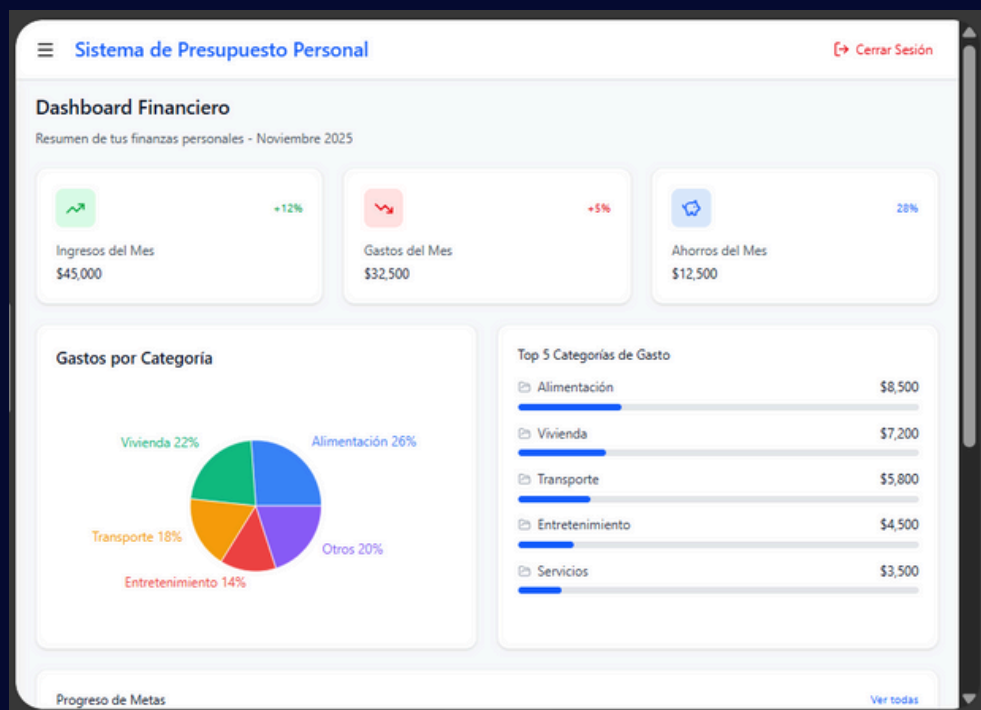 Sistema de Presupuesto Personal
Cerrar Sesión
Dashboard Financiero
Resumen de tus finanzas personales - Noviembre 2025
+12%
Ingresos del Mes
$45,000
+5%
Gastos del Mes
$32,500
28%
Ahorros del Mes
$12,500
Gastos por Categoría
Vivienda 22%
Alimentación 26%
Transporte 18%
Otros 20%
Entretenimiento 14%
Top 5 Categorías de Gasto
Alimentación $8,500
Vivienda $7,200
Transporte $5,800
Entretenimiento $4,500
Servicios $3,500
Progreso de Metas
Ver todas